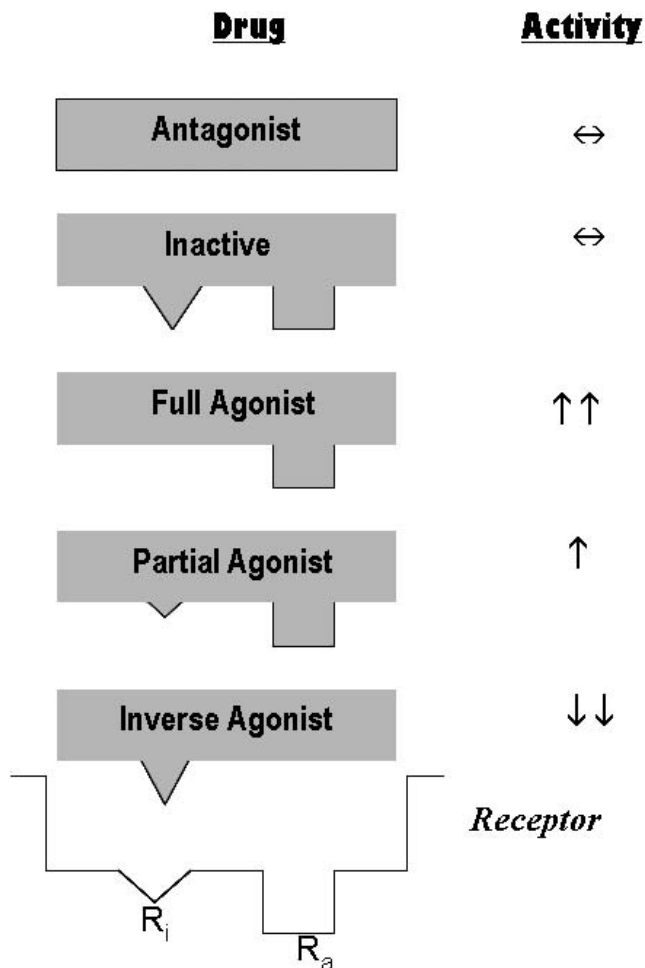 Drug Activity
Antagonist ↔
Inactive ↔
Full Agonist ↑↑
Partial Agonist ↑
Inverse Agonist ↓↓
Receptor
Ri
Ra